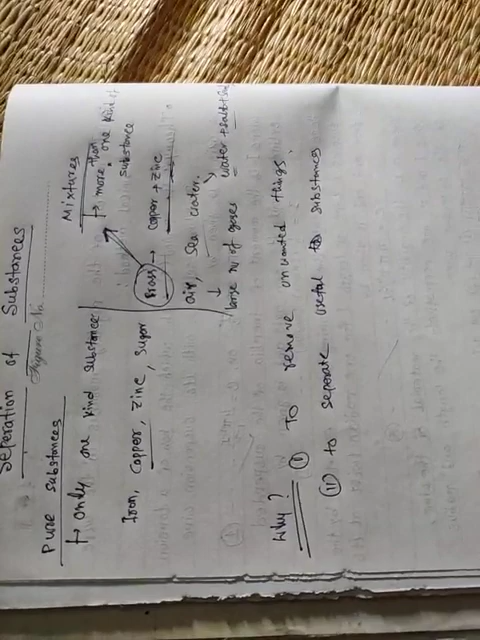 Seperation of Substances
Pure substances
Mixtures
→ only one kind substances
→ more than one kind of
substance
Iron, Copper, zinc, sugar
Brass → copper + zinc
air, sea water,
↓
large no of gases water + salt +
Why? (i) To remove unwanted things.
(ii) to seperate useful to substances